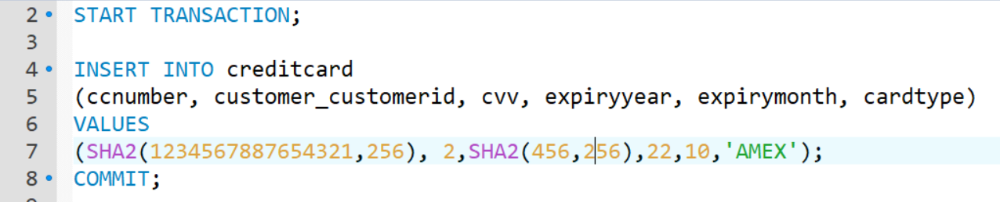 2 START TRANSACTION;
3
4 INSERT INTO creditcard
5 (ccnumber, customer_customerid, cvv, expiryyear, expirymonth, cardtype)
6 VALUES
7 (SHA2(1234567887654321,256), 2,SHA2(456,256),22,10,'AMEX');
8 COMMIT;